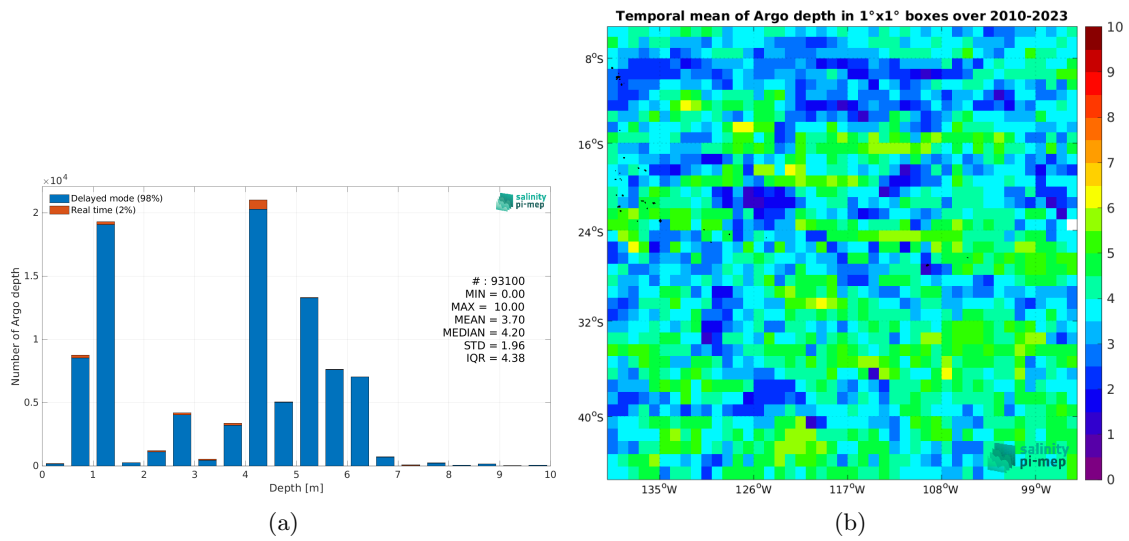 ×10⁴
2
1.5
1
0.5
0
Number of Argo depth
Delayed mode (98%)
Real time (2%)
salinity
pi-mep
# : 93100
MIN = 0.00
MAX = 10.00
MEAN = 3.70
MEDIAN = 4.20
STD = 1.96
IQR = 4.38
0 1 2 3 4 5 6 7 8 9 10
Depth [m]
(a)
Temporal mean of Argo depth in 1°x1° boxes over 2010-2023
8°S
16°S
24°S
32°S
40°S
135°W 126°W 117°W 108°W 99°W
salinity
pi-mep
10
9
8
7
6
5
4
3
2
1
0
(b)